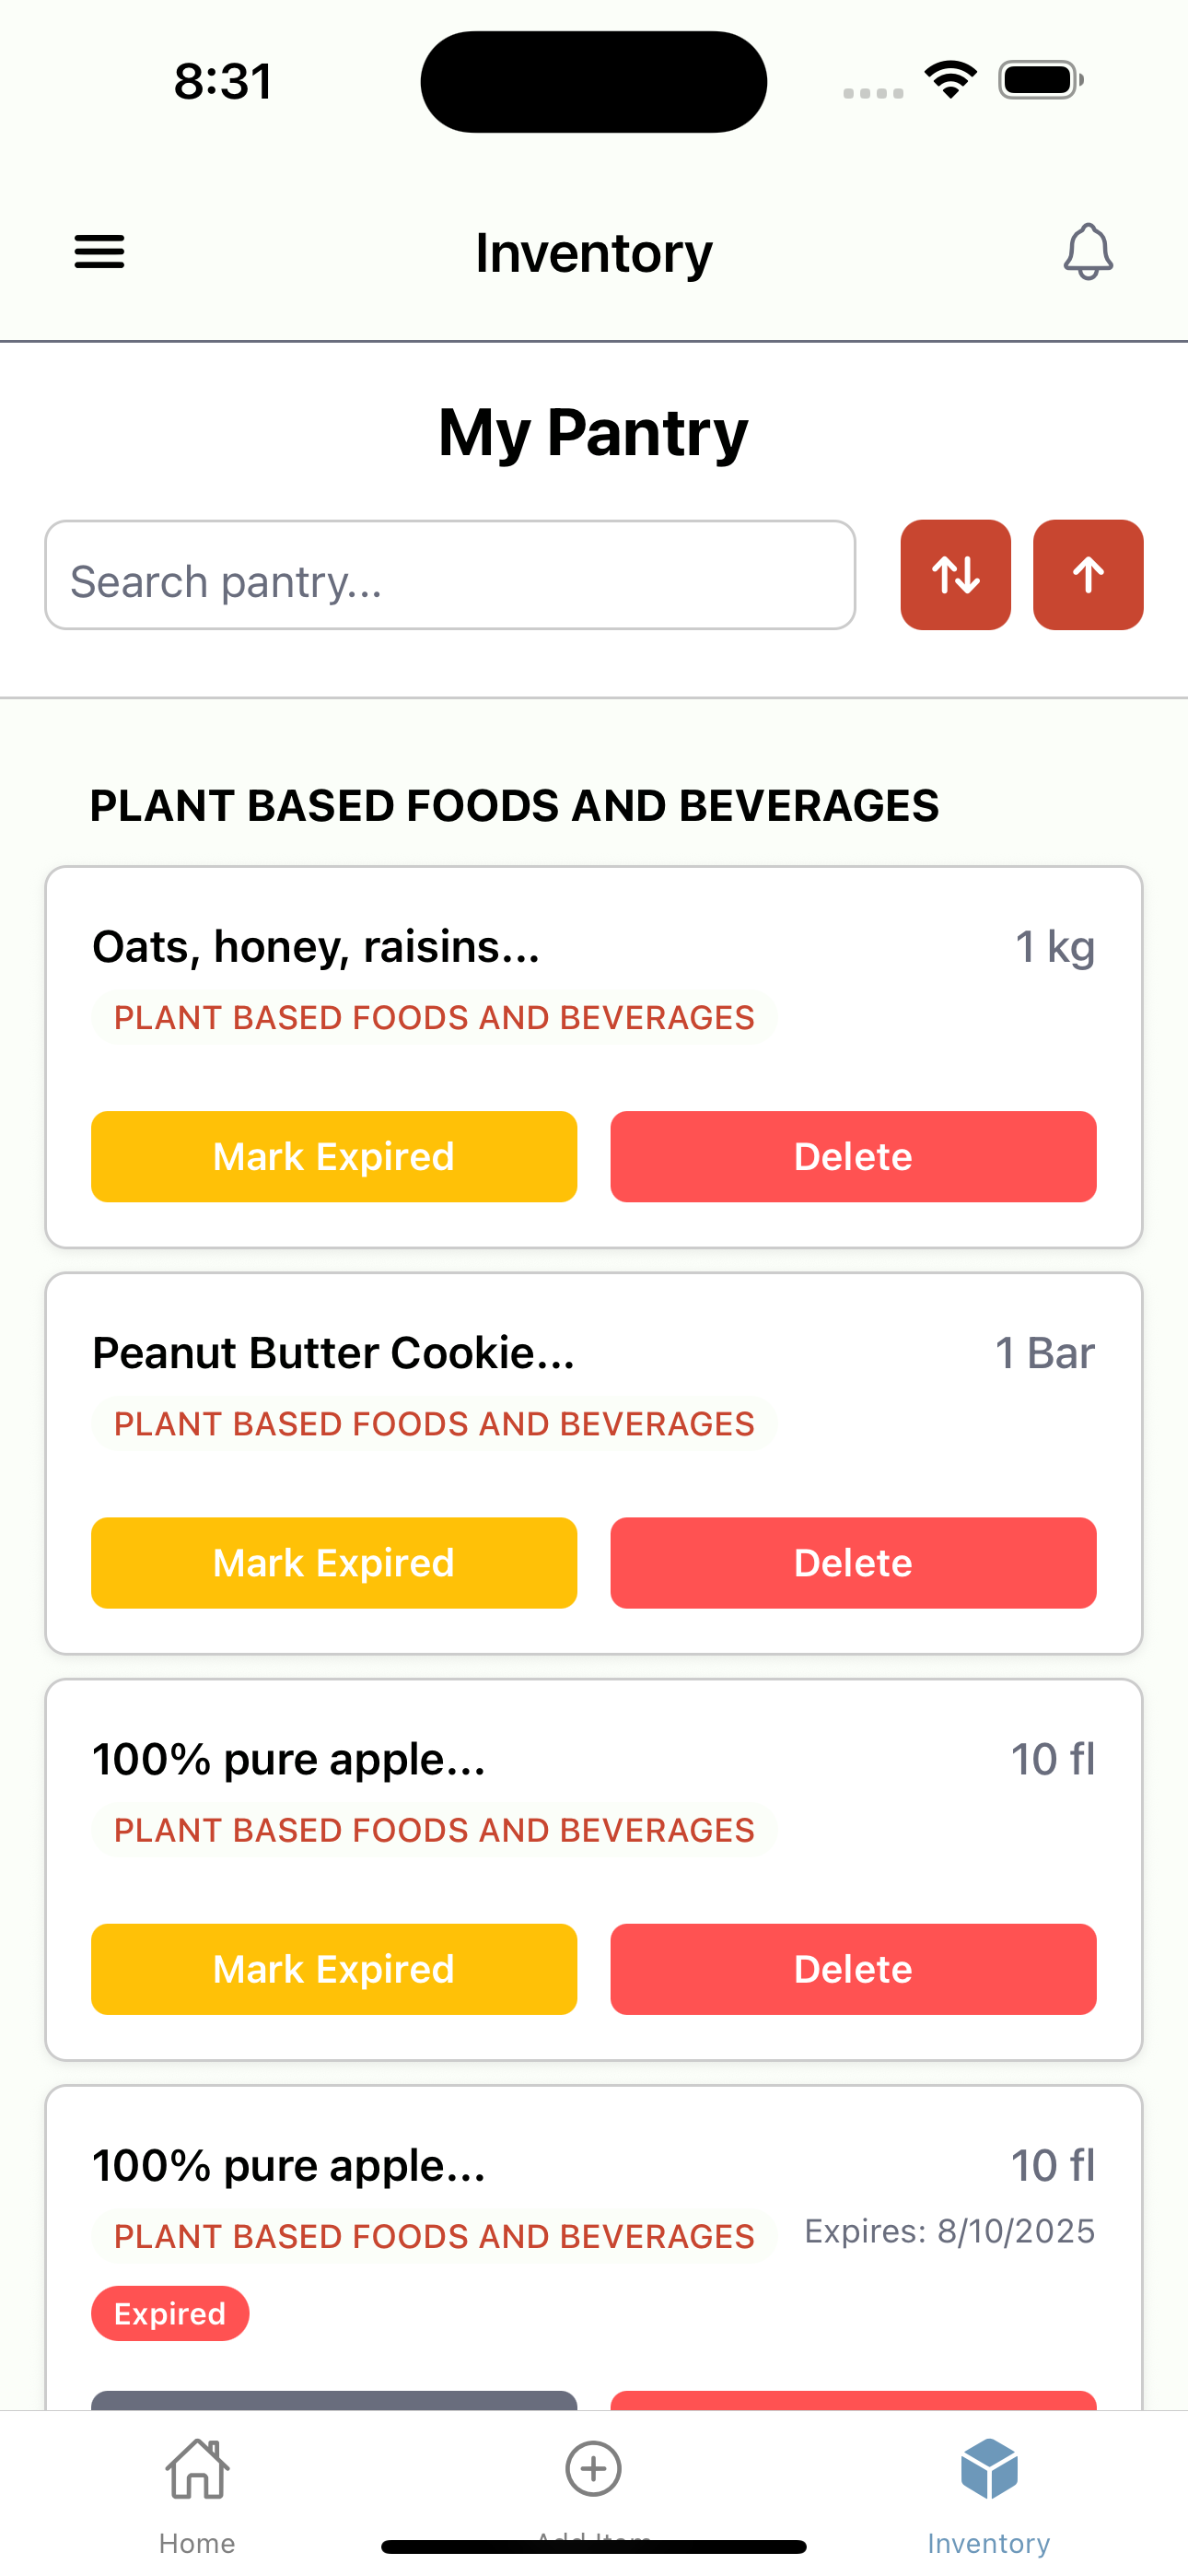 8:31
Inventory
My Pantry
Search pantry...
PLANT BASED FOODS AND BEVERAGES
Oats, honey, raisins...
1 kg
PLANT BASED FOODS AND BEVERAGES
Mark Expired
Delete
Peanut Butter Cookie...
1 Bar
PLANT BASED FOODS AND BEVERAGES
Mark Expired
Delete
100% pure apple...
10 fl
PLANT BASED FOODS AND BEVERAGES
Mark Expired
Delete
100% pure apple...
10 fl
PLANT BASED FOODS AND BEVERAGES
Expires: 8/10/2025
Expired
Home
Add Item
Inventory